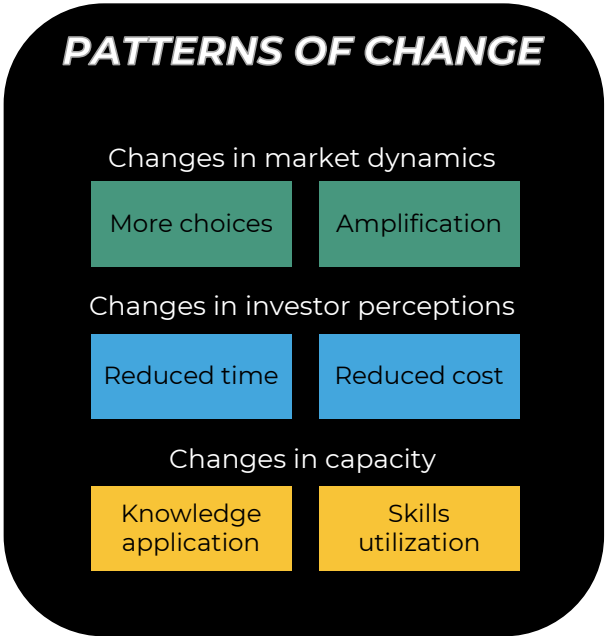 PATTERNS OF CHANGE
Changes in market dynamics
More choices
Amplification
Changes in investor perceptions
Reduced time
Reduced cost
Changes in capacity
Knowledge
application
Skills
utilization